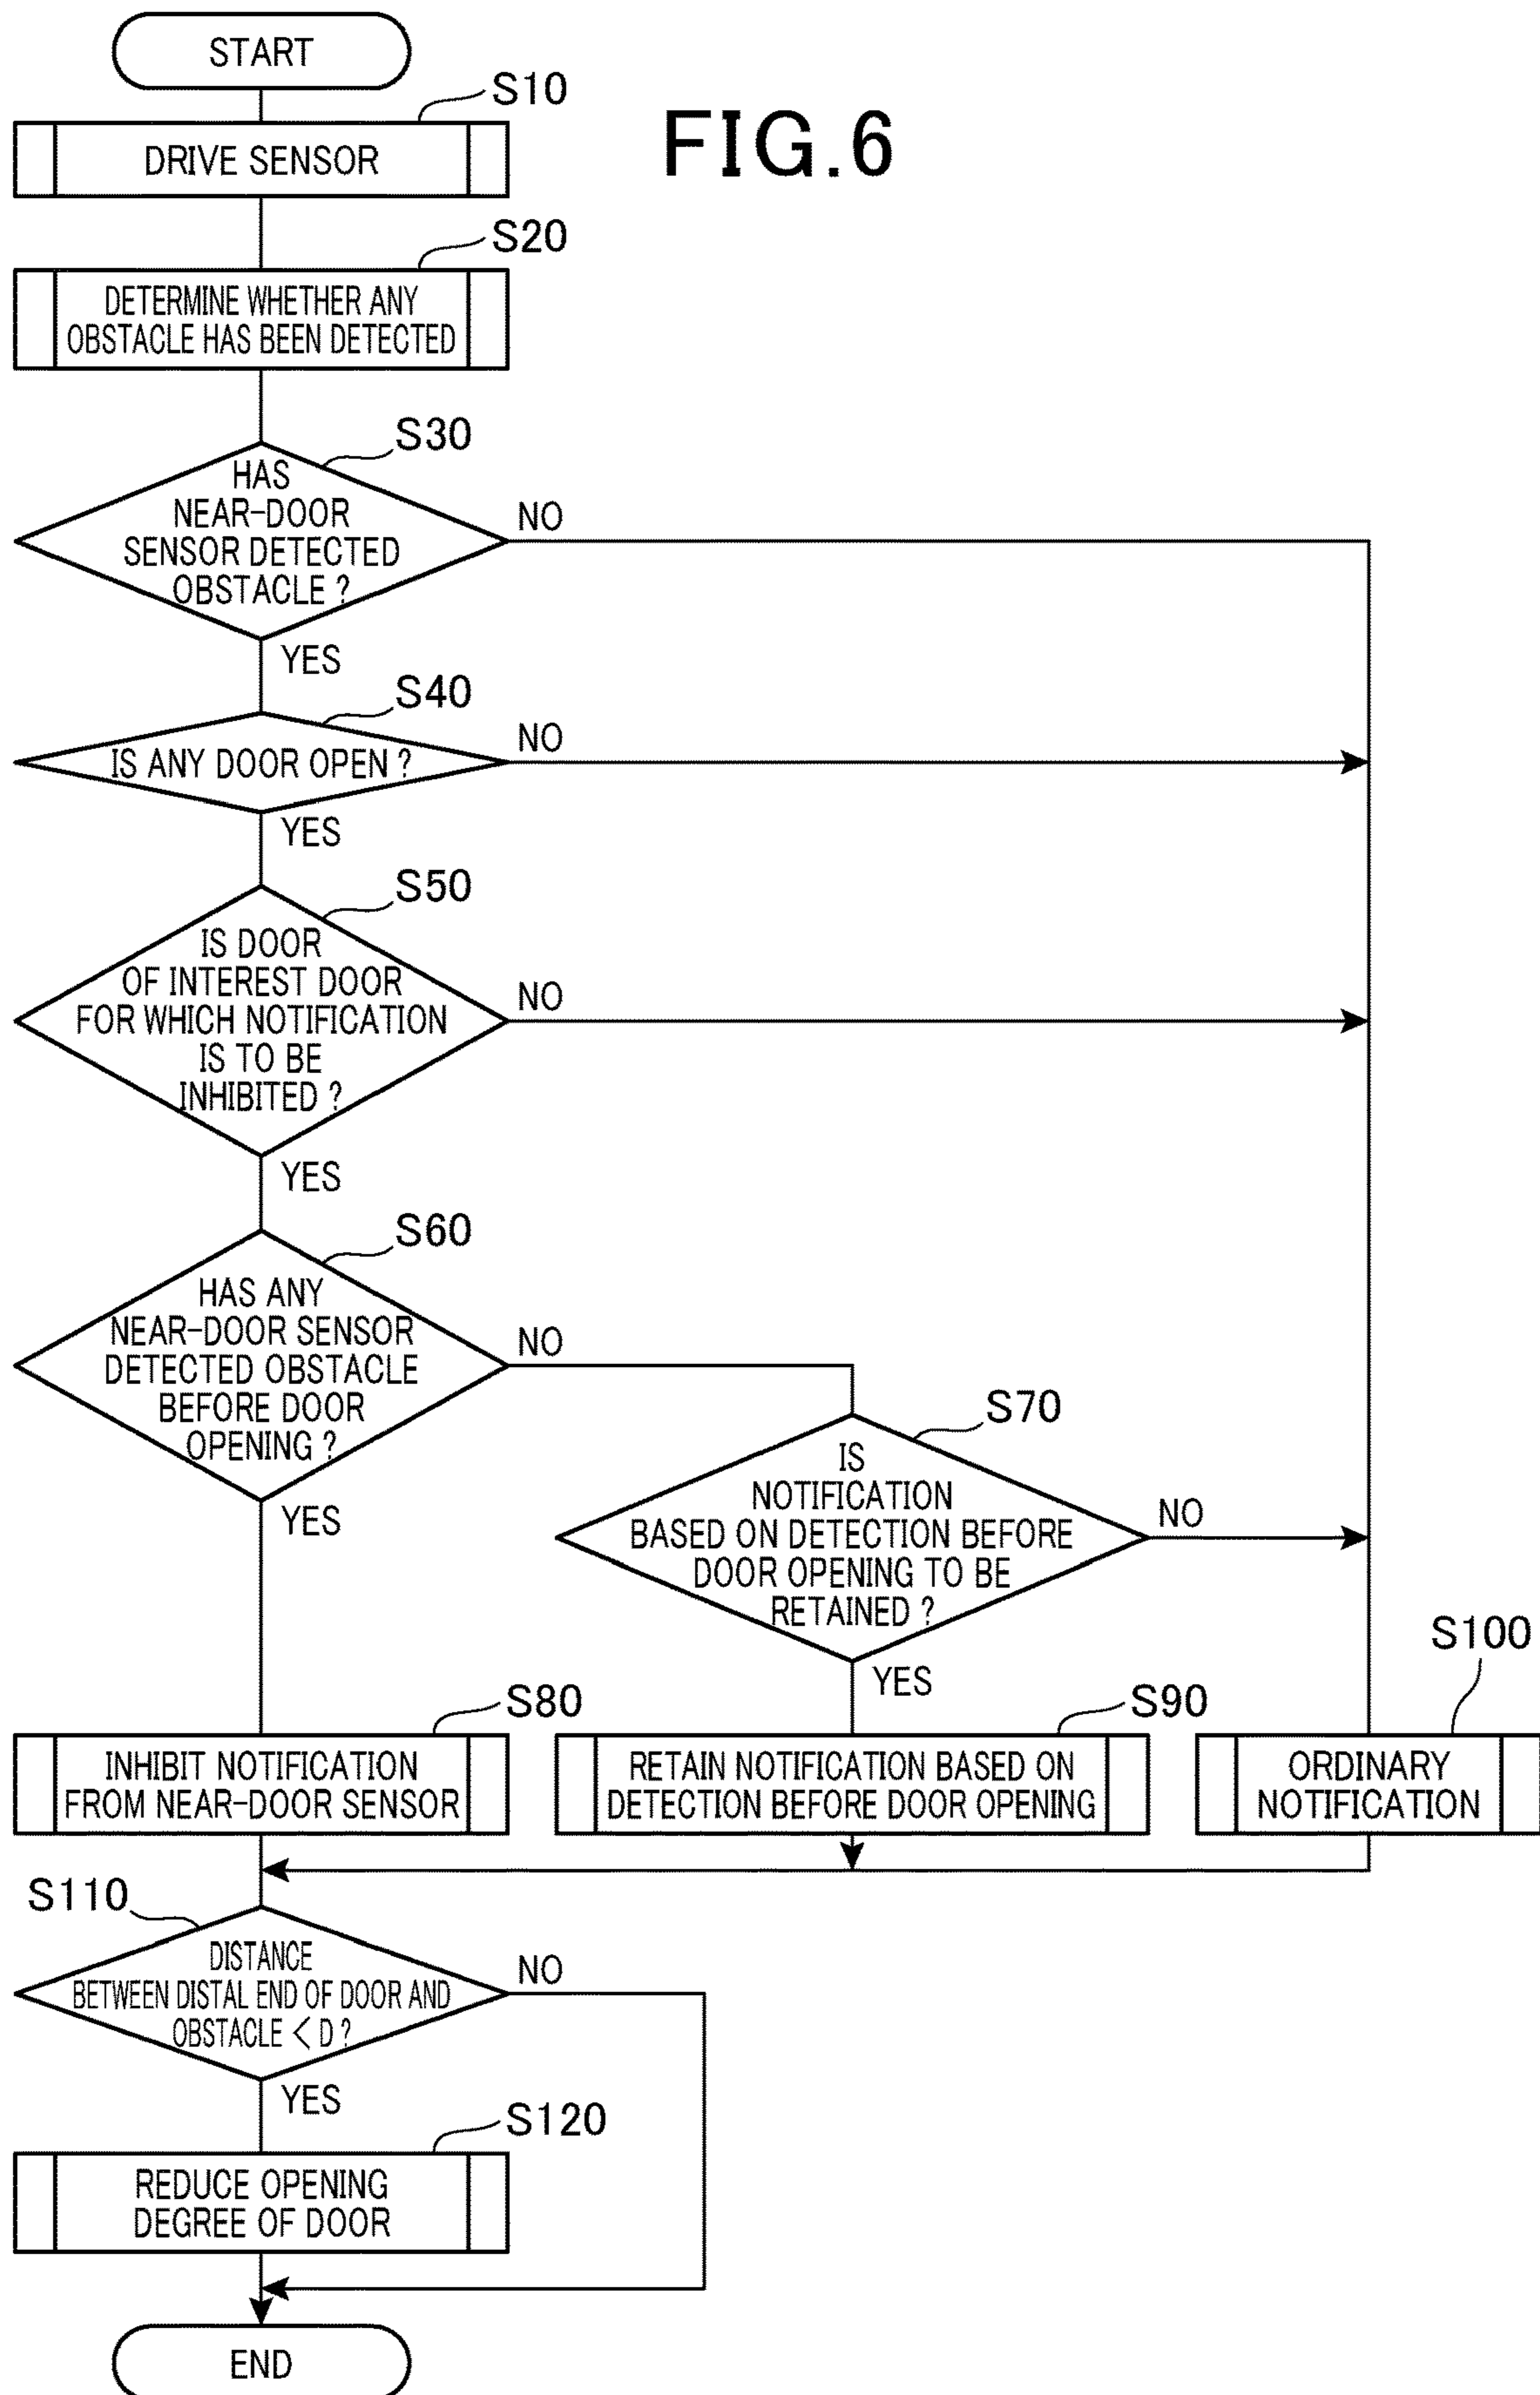 START
S10
FIG.6
DRIVE SENSOR
S20
DETERMINE WHETHER ANY
OBSTACLE HAS BEEN DETECTED
S30
HAS
NEAR-DOOR
SENSOR DETECTED
OBSTACLE ?
NO
YES
S40
IS ANY DOOR OPEN ?
NO
YES
S50
IS DOOR
OF INTEREST DOOR
FOR WHICH NOTIFICATION
IS TO BE
INHIBITED ?
NO
YES
S60
HAS ANY
NEAR-DOOR SENSOR
DETECTED OBSTACLE
BEFORE DOOR
OPENING ?
NO
YES
S70
IS
NOTIFICATION
BASED ON DETECTION BEFORE
DOOR OPENING TO BE
RETAINED ?
NO
YES
S80
INHIBIT NOTIFICATION
FROM NEAR-DOOR SENSOR
S90
RETAIN NOTIFICATION BASED ON
DETECTION BEFORE DOOR OPENING
S100
ORDINARY
NOTIFICATION
S110
DISTANCE
BETWEEN DISTAL END OF DOOR AND
OBSTACLE < D ?
NO
YES
S120
REDUCE OPENING
DEGREE OF DOOR
END